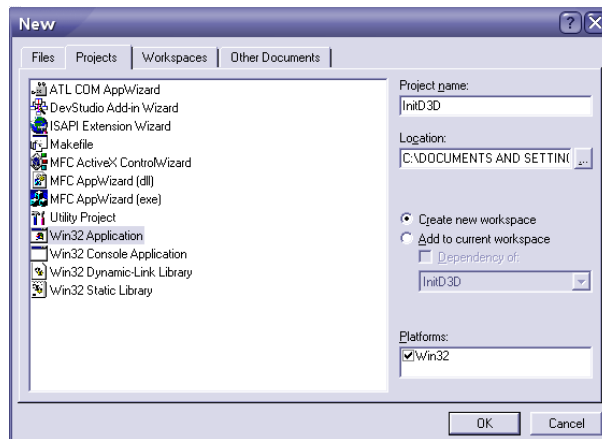 New
Files Projects Workspaces Other Documents
ATL COM AppWizard
DevStudio Add-in Wizard
ISAPI Extension Wizard
Makefile
MFC ActiveX ControlWizard
MFC AppWizard (dll)
MFC AppWizard (exe)
Utility Project
Win32 Application
Win32 Console Application
Win32 Dynamic-Link Library
Win32 Static Library
Project name:
InitD3D
Location:
C:\DOCUMENTS AND SETTING
...
Create new workspace
Add to current workspace
Dependency of:
InitD3D
Platforms:
Win32
OK Cancel